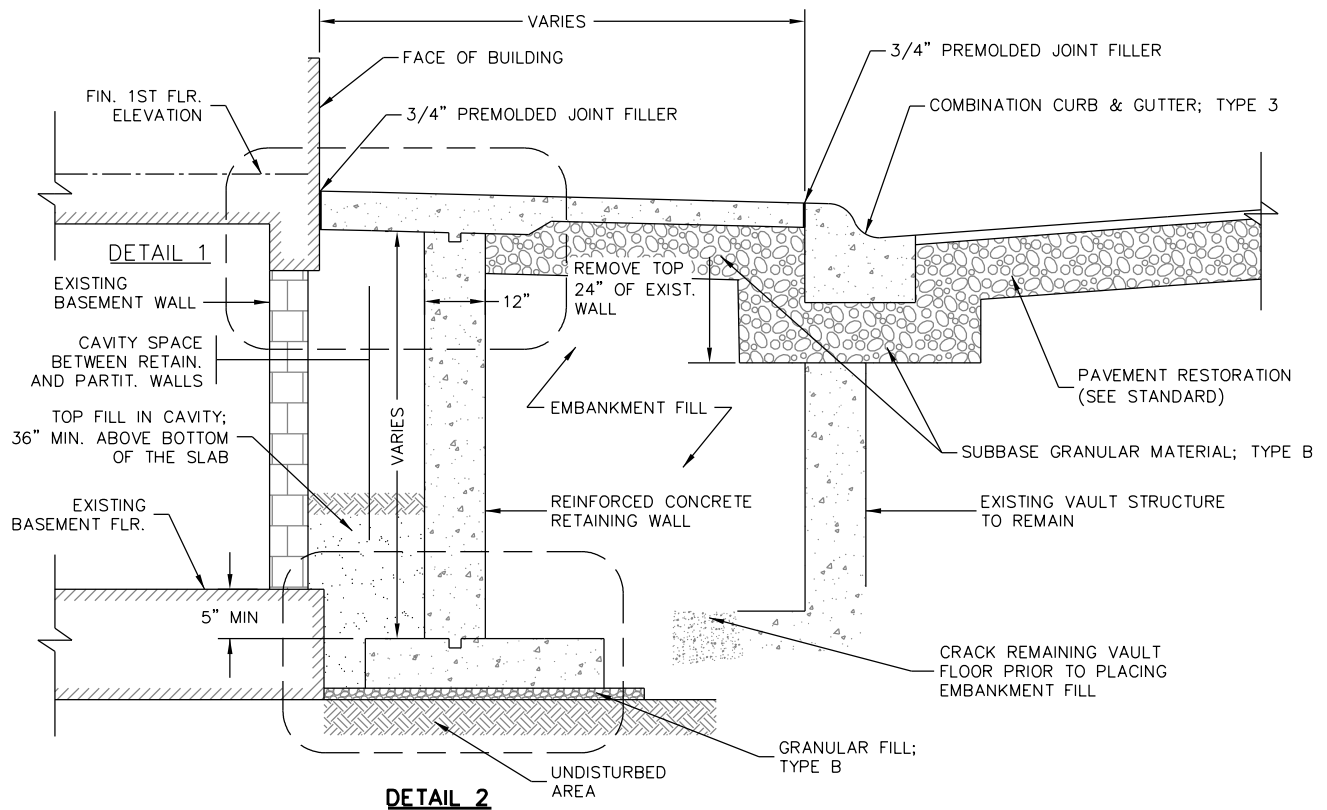 VARIES
FACE OF BUILDING
3/4" PREMOLDED JOINT FILLER
FIN. 1ST FLR.
ELEVATION
3/4" PREMOLDED JOINT FILLER
COMBINATION CURB & GUTTER; TYPE 3
DETAIL 1
EXISTING
BASEMENT WALL
REMOVE TOP
24" OF EXIST.
WALL
12"
CAVITY SPACE
BETWEEN RETAIN.
AND PARTIT. WALLS
PAVEMENT RESTORATION
(SEE STANDARD)
TOP FILL IN CAVITY;
36" MIN. ABOVE BOTTOM
OF THE SLAB
VARIES
EMBANKMENT FILL
SUBBASE GRANULAR MATERIAL; TYPE B
EXISTING
BASEMENT FLR.
REINFORCED CONCRETE
RETAINING WALL
EXISTING VAULT STRUCTURE
TO REMAIN
5" MIN
CRACK REMAINING VAULT
FLOOR PRIOR TO PLACING
EMBANKMENT FILL
GRANULAR FILL;
TYPE B
UNDISTURBED
AREA
DETAIL 2